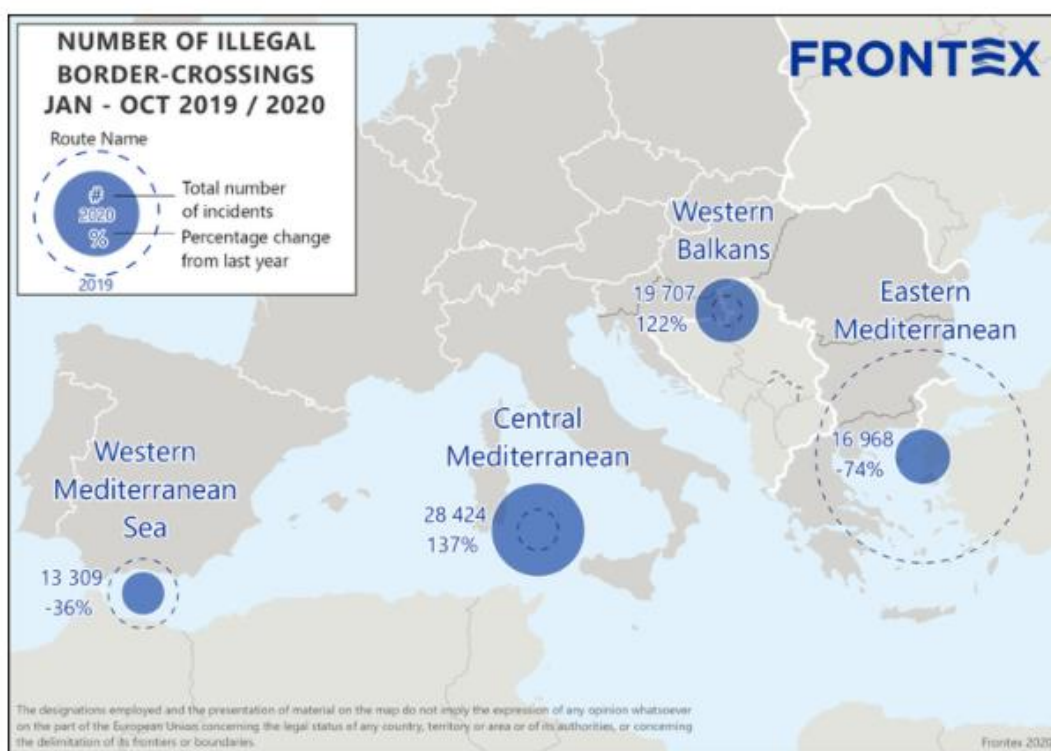 NUMBER OF ILLEGAL
BORDER-CROSSINGS
JAN - OCT 2019 / 2020
Route Name
#
2020
%
Total number
of incidents
Percentage change
from last year
2019
FRONTEX
Western
Balkans
19 707
122%
Eastern
Mediterranean
16 968
-74%
Central
Mediterranean
28 424
137%
Western
Mediterranean
Sea
13 309
-36%
The designations employed and the presentation of material on the map do not imply the expression of any opinion whatsoever
on the part of the European Union concerning the legal status of any country, territory or area or of its authorities, or concerning
the delimitation of its frontiers or boundaries.
Frontex 2020